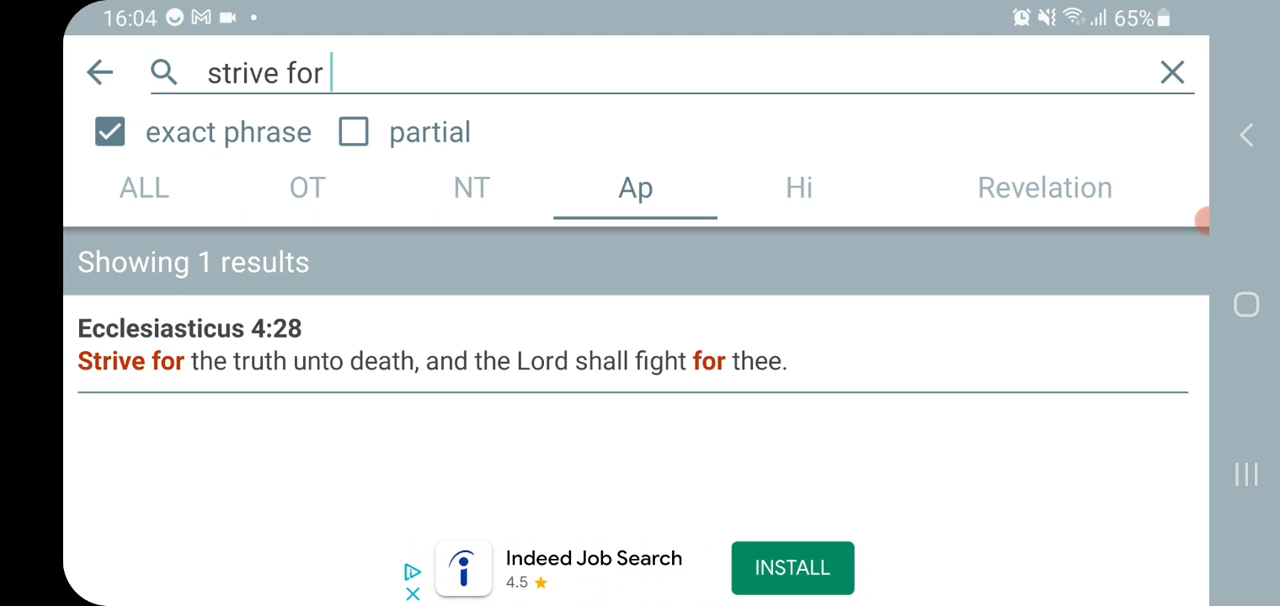 16:04 65%
strive for
exact phrase partial
ALL OT NT Ap Hi Revelation
Showing 1 results
Ecclesiasticus 4:28
Strive for the truth unto death, and the Lord shall fight for thee.
Indeed Job Search
4.5
INSTALL